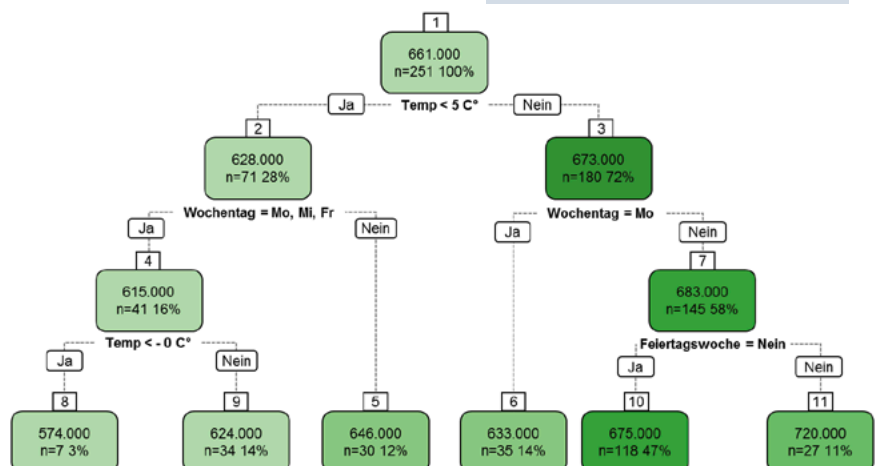 1
661.000
n=251 100%
Ja Temp < 5 C° Nein
2 3
628.000 673.000
n=71 28% n=180 72%
Wochentag = Mo, Mi, Fr Wochentag = Mo
Ja Nein Ja Nein
4 7
615.000 683.000
n=41 16% n=145 58%
Temp < - 0 C° Feiertagswoche = Nein
Ja Nein Ja Nein
8 9 5 6 10 11
574.000 624.000 646.000 633.000 675.000 720.000
n=7 3% n=34 14% n=30 12% n=35 14% n=118 47% n=27 11%